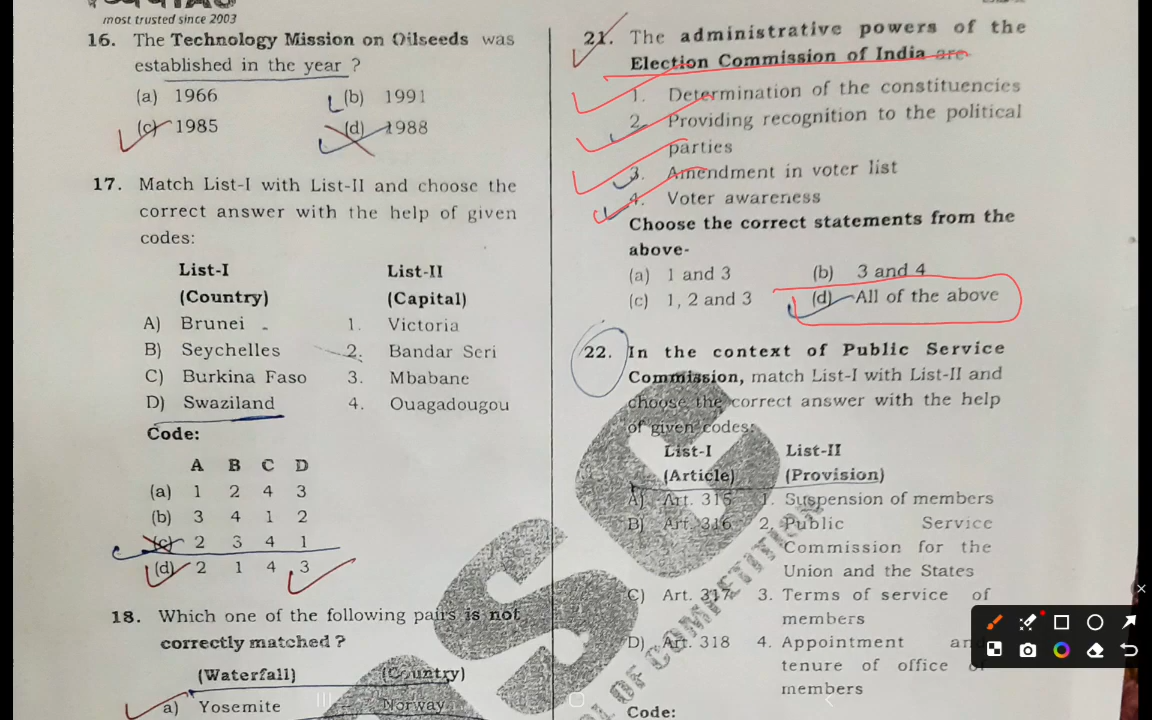 most trusted since 2003
16. The Technology Mission on Oilseeds was
established in the year ?
(a) 1966 (b) 1991
(c) 1985 (d) 1988
17. Match List-I with List-II and choose the
correct answer with the help of given
codes:
List-I List-II
(Country) (Capital)
A) Brunei 1. Victoria
B) Seychelles 2. Bandar Seri
C) Burkina Faso 3. Mbabane
D) Swaziland 4. Ouagadougou
Code:
A B C D
(a) 1 2 4 3
(b) 3 4 1 2
(c) 2 3 4 1
(d) 2 1 4 3
18. Which one of the following pairs is not
correctly matched ?
(Waterfall) (Country)
a) Yosemite Norway
21. The administrative powers of the
Election Commission of India are
1. Determination of the constituencies
2. Providing recognition to the political
parties
3. Amendment in voter list
4. Voter awareness
Choose the correct statements from the
above-
(a) 1 and 3 (b) 3 and 4
(c) 1, 2 and 3 (d) All of the above
22. In the context of Public Service
Commission, match List-I with List-II and
choose the correct answer with the help
of given codes:
List-I List-II
(Article) (Provision)
A) Art. 315 1. Suspension of members
B) Art. 316 2. Public Service
Commission for the
Union and the States
C) Art. 317 3. Terms of service of
members
D) Art. 318 4. Appointment and
tenure of office of
members
Code:
OF COMPETITION